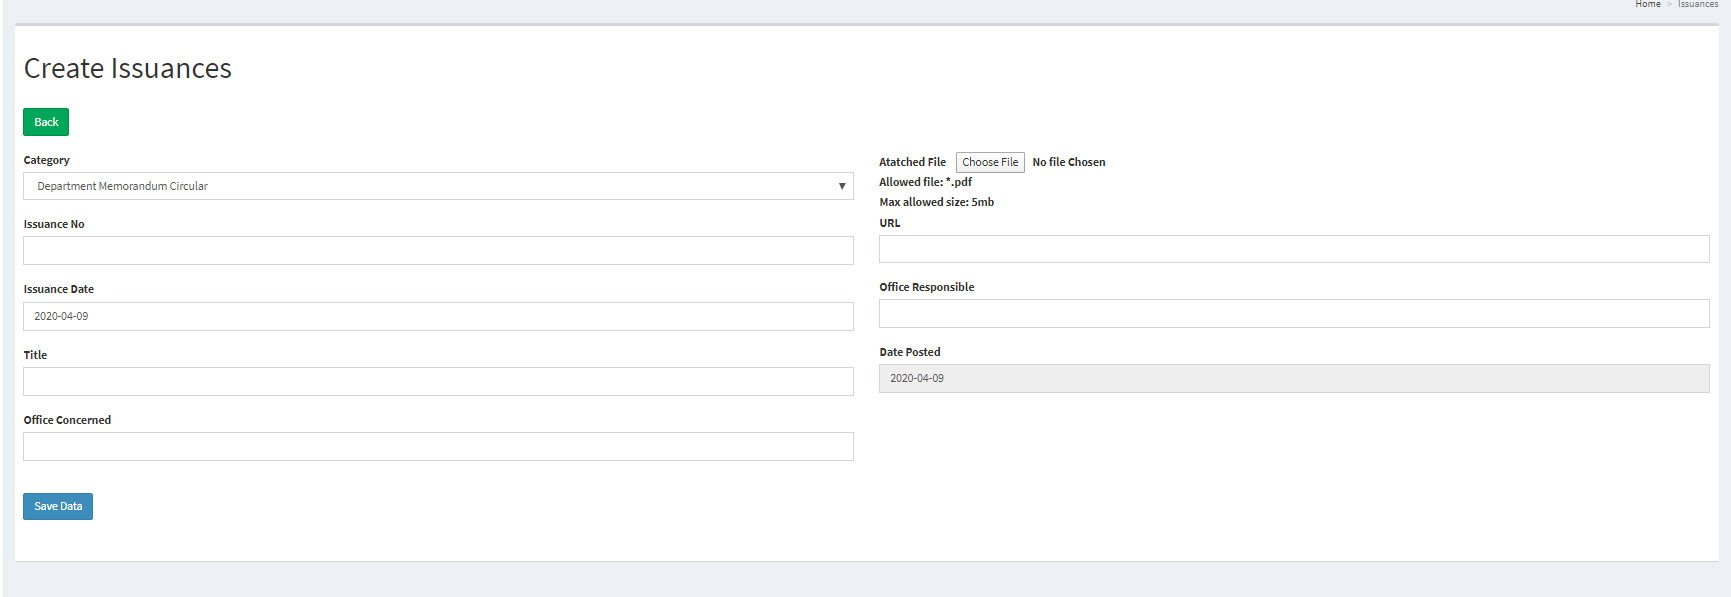 Home > Issuances
Create Issuances
Back
Category
Department Memorandum Circular
Issuance No
Issuance Date
2020-04-09
Title
Office Concerned
Save Data
Atatched File Choose File No file Chosen
Allowed file: *.pdf
Max allowed size: 5mb
URL
Office Responsible
Date Posted
2020-04-09